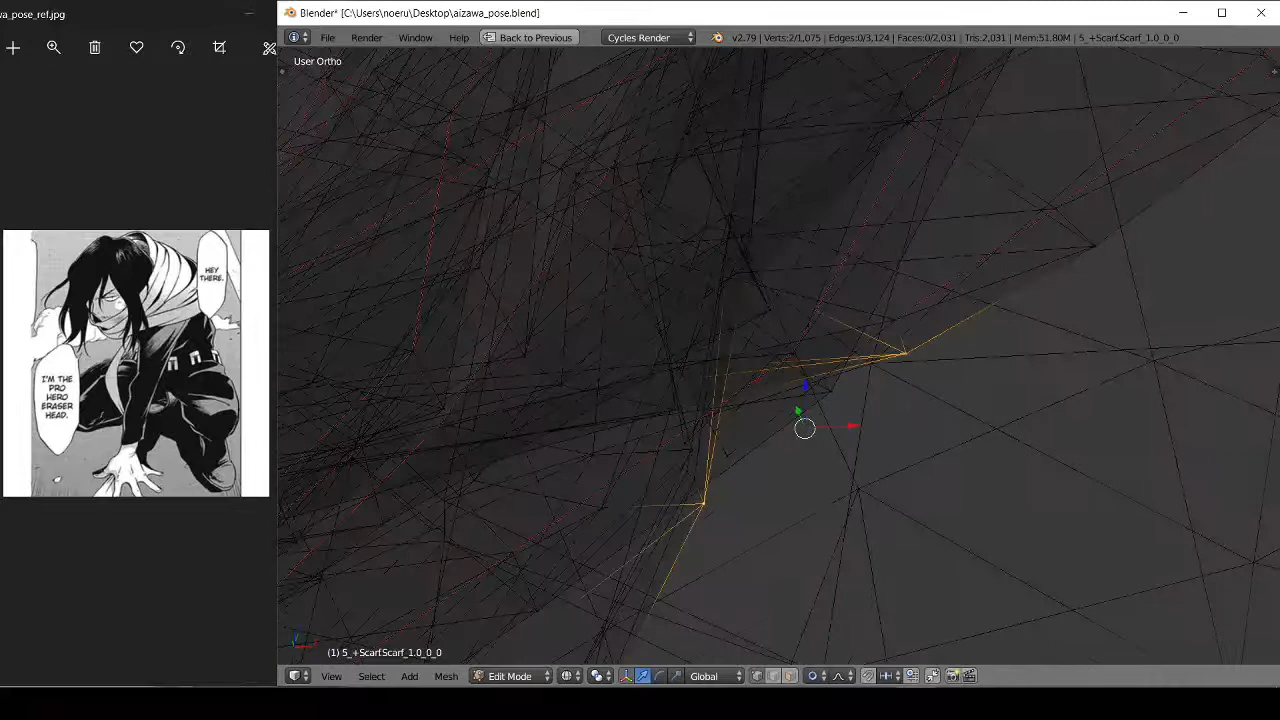 va_pose_ref.jpg
Blender* [C:\Users\noeru\Desktop\aizawa_pose.blend]
File Render Window Help Back to Previous Cycles Render v2.79 | Verts:2/1,075 | Edges:0/3,124 | Faces:0/2,031 | Tris:2,031 | Mem:51.80M | 5_+Scarf.Scarf_1.0_0_0
User Ortho
HEY
THERE.
I'M THE
PRO
HERO
ERASER
HEAD.
(1) 5_+Scarf.Scarf_1.0_0_0
View Select Add Mesh Edit Mode Global